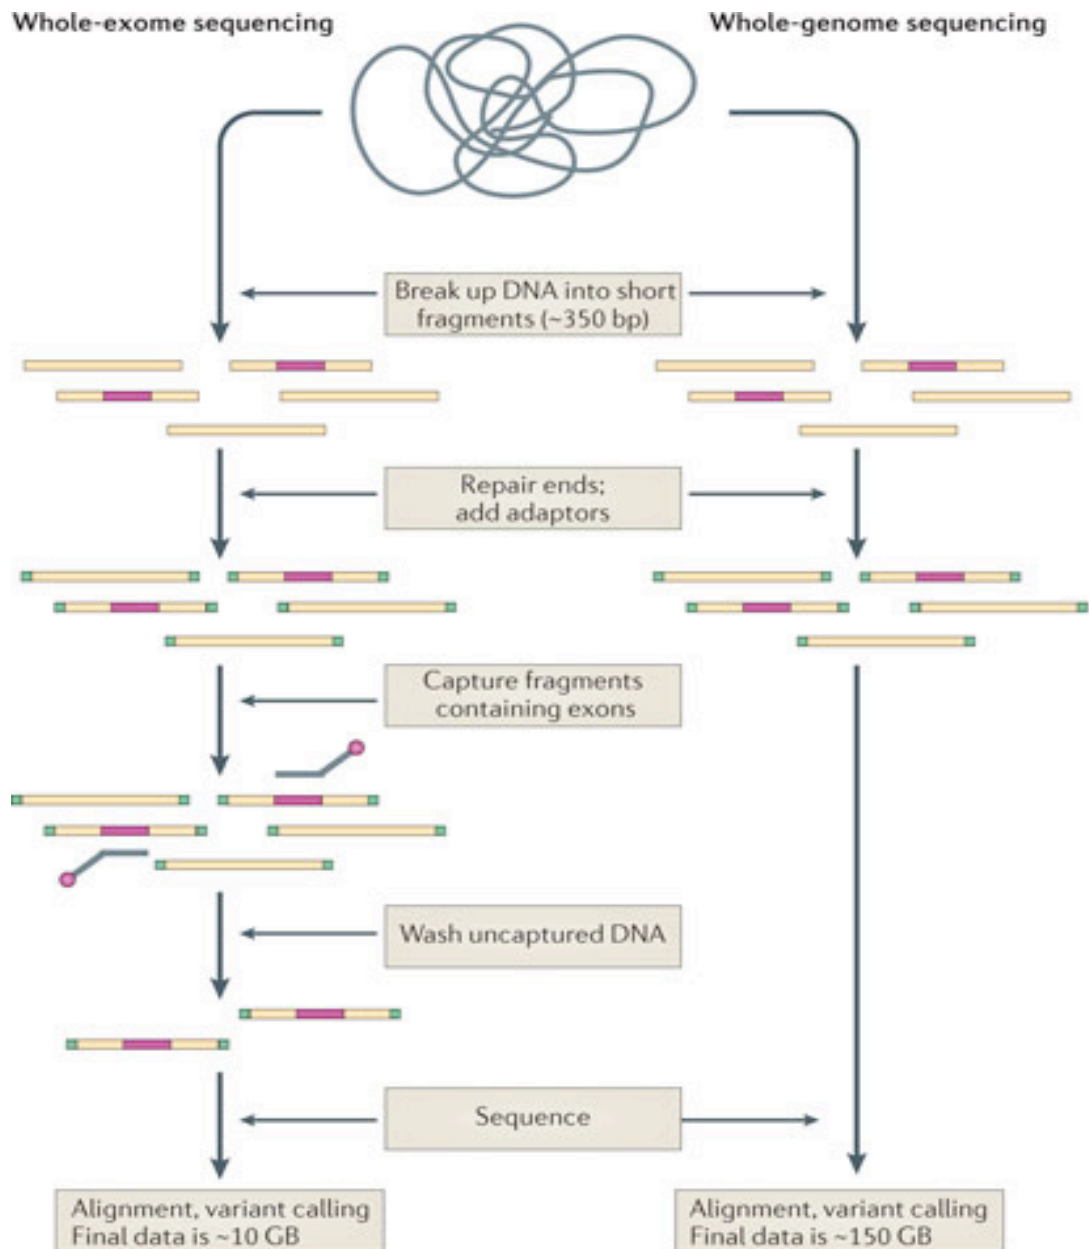 Whole-exome sequencing
Whole-genome sequencing
Break up DNA into short
fragments (~350 bp)
Repair ends;
add adaptors
Capture fragments
containing exons
Wash uncaptured DNA
Sequence
Alignment, variant calling
Final data is ~10 GB
Alignment, variant calling
Final data is ~150 GB